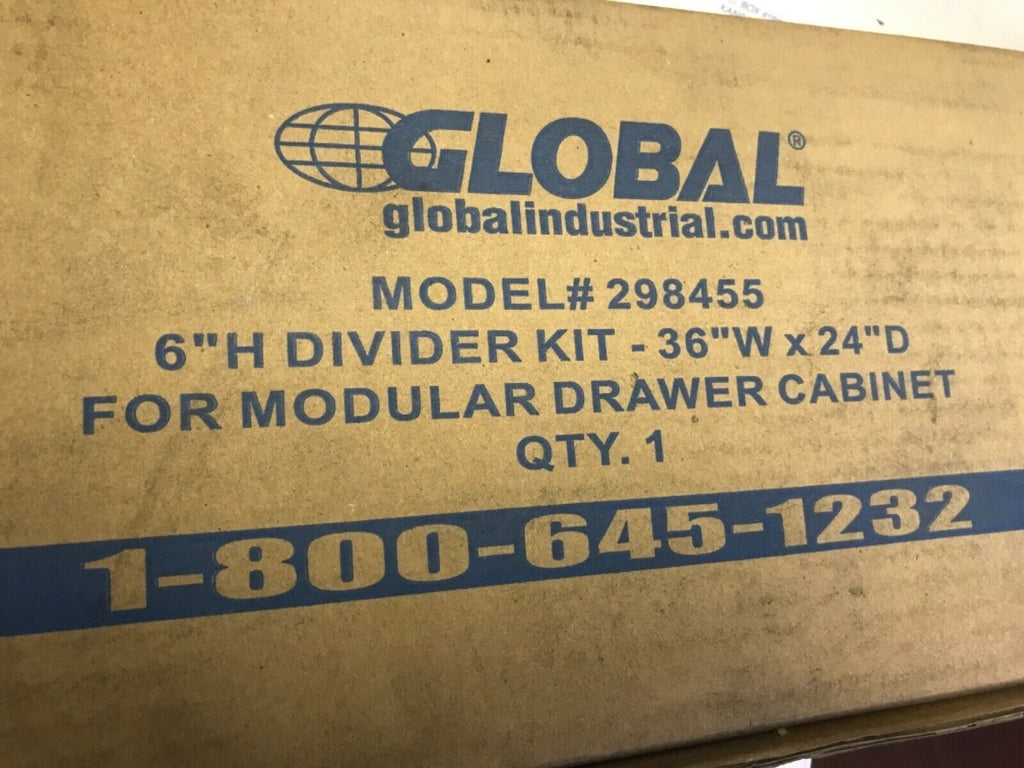 GLOBAL®
globalindustrial.com
MODEL# 298455
6"H DIVIDER KIT - 36"W x 24"D
FOR MODULAR DRAWER CABINET
QTY. 1
1-800-645-1232